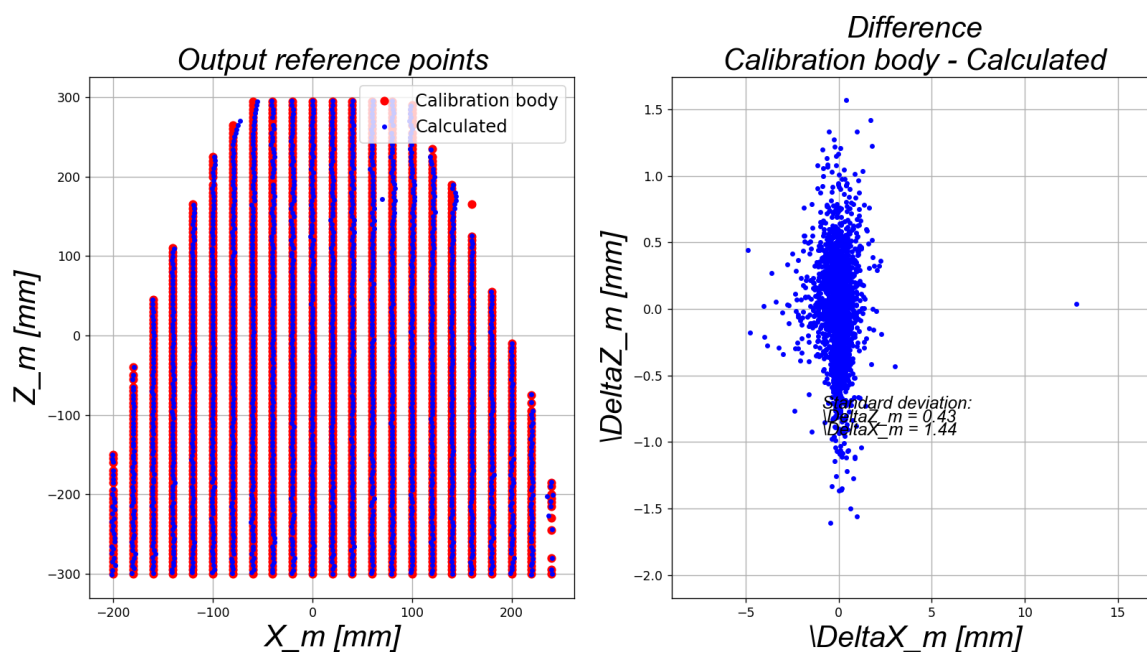 Output reference points
Calibration body
Calculated
300
200
100
0
−100
−200
−300
−200
−100
0
100
200
Z_m [mm]
X_m [mm]
Difference
Calibration body - Calculated
1.5
1.0
0.5
0.0
−0.5
−1.0
−1.5
−2.0
−5
0
5
10
15
Standard deviation:
\DeltaZ_m = 0.43
\DeltaX_m = 1.44
\DeltaZ_m [mm]
\DeltaX_m [mm]